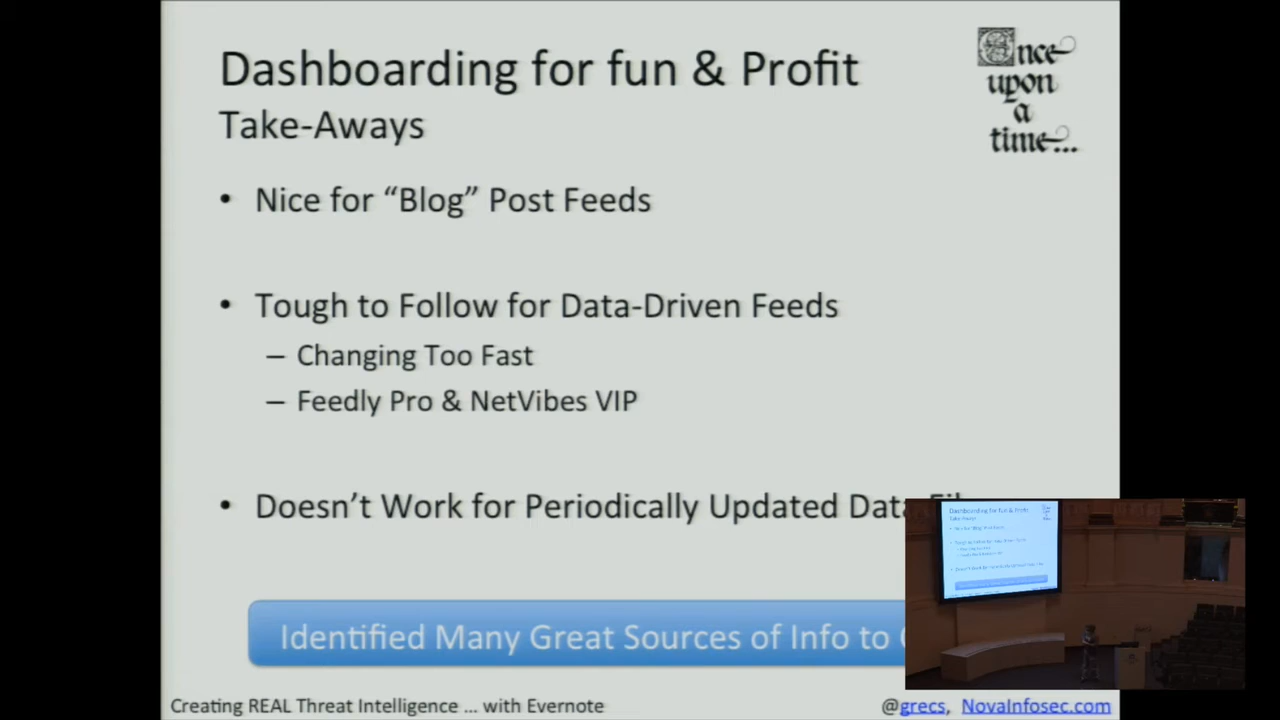 Dashboarding for fun & Profit
Take-Aways
Once
upon
a
time...
• Nice for “Blog” Post Feeds
• Tough to Follow for Data-Driven Feeds
– Changing Too Fast
– Feedly Pro & NetVibes VIP
• Doesn’t Work for Periodically Updated Data
Identified Many Great Sources of Info to
Creating REAL Threat Intelligence ... with Evernote
@grecs, NovaInfosec.com